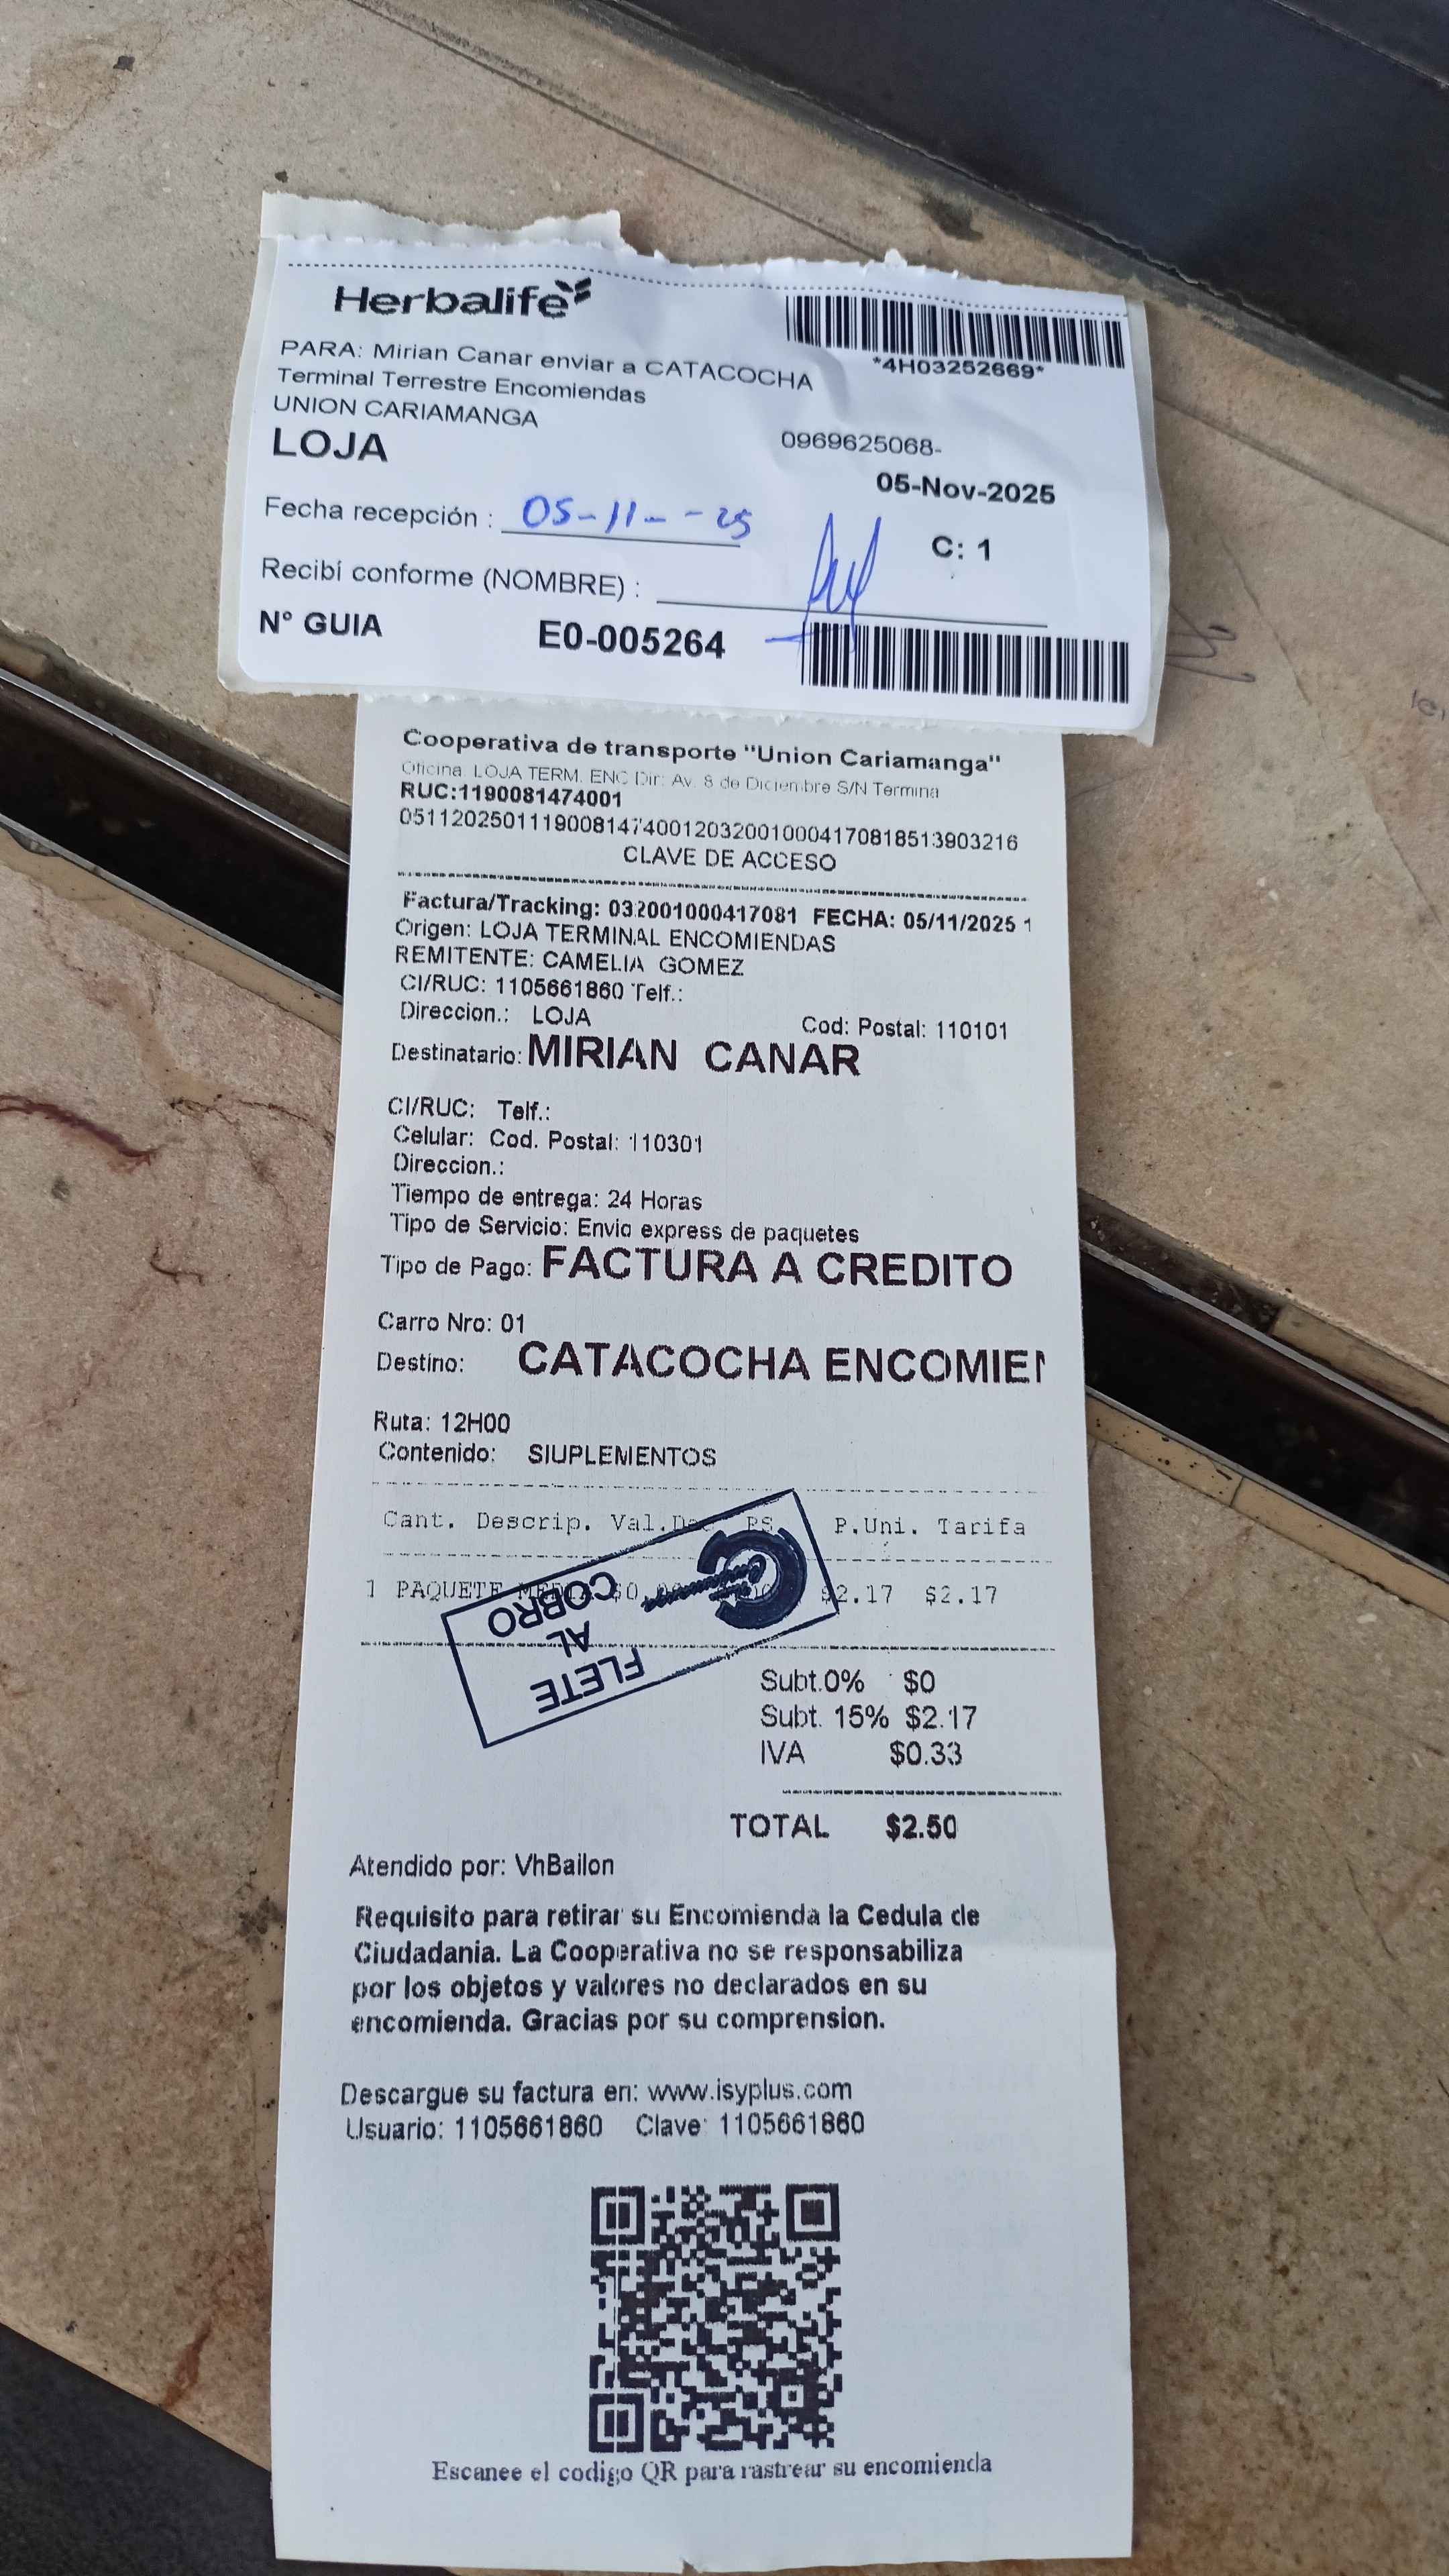 Herbalife
*4H03252669*
PARA: Mirian Canar enviar a CATACOCHA
Terminal Terrestre Encomiendas
UNION CARIAMANGA
0969625068-
LOJA
05-Nov-2025
Fecha recepción : 05-11--25
C: 1
Recibí conforme (NOMBRE) :
N° GUIA E0-005264
Cooperativa de transporte "Union Cariamanga"
Oficina: LOJA TERM. ENC Dir: Av. 8 de Diciembre S/N Termina
RUC:1190081474001
0511202501119008147400120320010004170818513903216
CLAVE DE ACCESO
Factura/Tracking: 032001000417081 FECHA: 05/11/2025 1
Origen: LOJA TERMINAL ENCOMIENDAS
REMITENTE: CAMELIA GOMEZ
CI/RUC: 1105661860 Telf.:
Direccion.: LOJA Cod: Postal: 110101
Destinatario: MIRIAN CANAR
CI/RUC: Telf.:
Celular: Cod. Postal: 110301
Direccion.:
Tiempo de entrega: 24 Horas
Tipo de Servicio: Envio express de paquetes
Tipo de Pago: FACTURA A CREDITO
Carro Nro: 01
Destino: CATACOCHA ENCOMIEN
Ruta: 12H00
Contenido: SIUPLEMENTOS
Cant. Descrip. Val.De PS P.Uni. Tarifa
1 PAQUETE $2.17 $2.17
FLETE
AL
COBRO
Subt.0% $0
Subt. 15% $2.17
IVA $0.33
TOTAL $2.50
Atendido por: VhBailon
Requisito para retirar su Encomienda la Cedula de
Ciudadania. La Cooperativa no se responsabiliza
por los objetos y valores no declarados en su
encomienda. Gracias por su comprension.
Descargue su factura en: www.isyplus.com
Usuario: 1105661860 Clave: 1105661860
Escanee el codigo QR para rastrear su encomienda